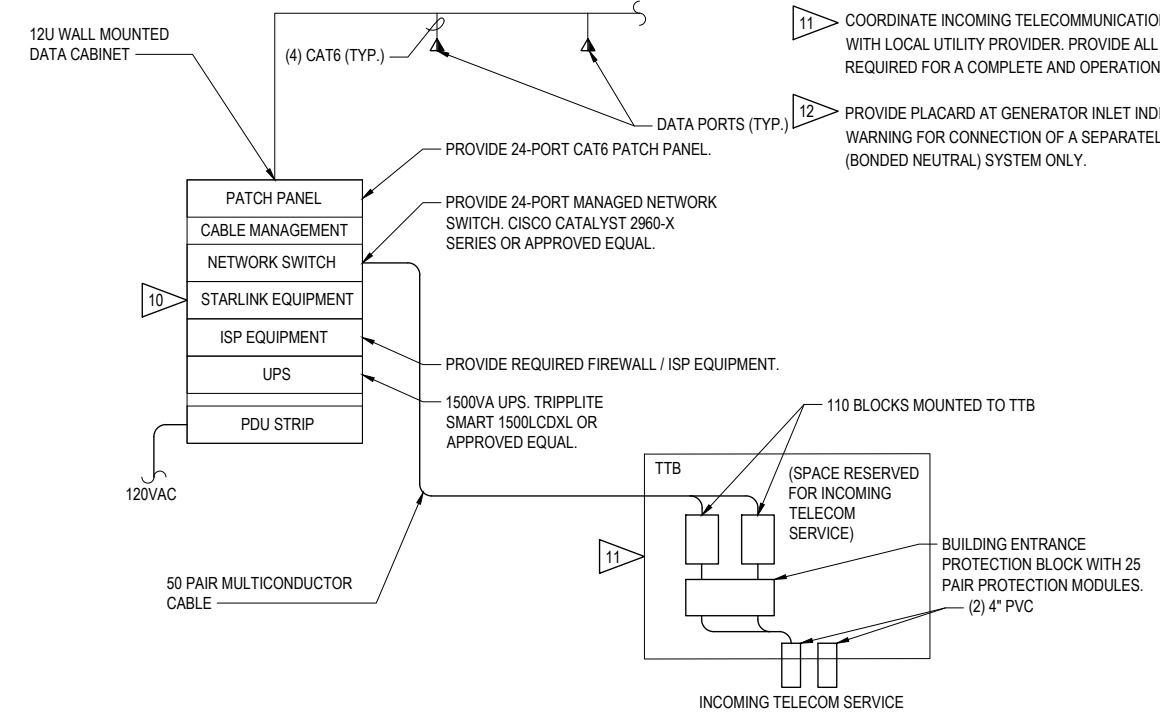 12U WALL MOUNTED
DATA CABINET
(4) CAT6 (TYP.)
DATA PORTS (TYP.)
11
COORDINATE INCOMING TELECOMMUNICATION
WITH LOCAL UTILITY PROVIDER. PROVIDE ALL
REQUIRED FOR A COMPLETE AND OPERATION
12
PROVIDE PLACARD AT GENERATOR INLET INDI
WARNING FOR CONNECTION OF A SEPARATEL
(BONDED NEUTRAL) SYSTEM ONLY.
PROVIDE 24-PORT CAT6 PATCH PANEL.
PROVIDE 24-PORT MANAGED NETWORK
SWITCH. CISCO CATALYST 2960-X
SERIES OR APPROVED EQUAL.
PATCH PANEL
CABLE MANAGEMENT
NETWORK SWITCH
10
STARLINK EQUIPMENT
ISP EQUIPMENT
UPS
PDU STRIP
PROVIDE REQUIRED FIREWALL / ISP EQUIPMENT.
1500VA UPS. TRIPPLITE
SMART 1500LCDXL OR
APPROVED EQUAL.
120VAC
110 BLOCKS MOUNTED TO TTB
TTB
(SPACE RESERVED
FOR INCOMING
TELECOM
SERVICE)
11
BUILDING ENTRANCE
PROTECTION BLOCK WITH 25
PAIR PROTECTION MODULES.
(2) 4" PVC
50 PAIR MULTICONDUCTOR
CABLE
INCOMING TELECOM SERVICE